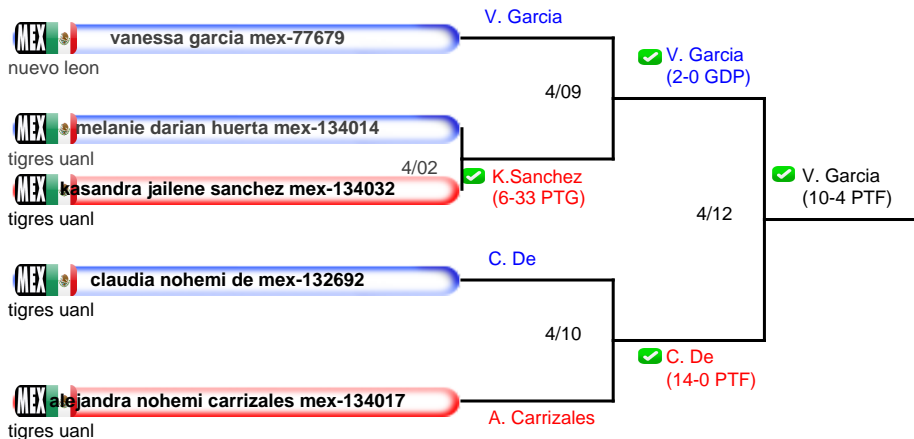 V. Garcia
MEX vanessa garcia mex-77679
nuevo leon
V. Garcia
(2-0 GDP)
4/09
MEX melanie darian huerta mex-134014
tigres uanl
4/02
K.Sanchez
(6-33 PTG)
MEX kasandra jailene sanchez mex-134032
tigres uanl
V. Garcia
(10-4 PTF)
4/12
C. De
MEX claudia nohemi de mex-132692
tigres uanl
4/10
C. De
(14-0 PTF)
MEX alejandra nohemi carrizales mex-134017
tigres uanl
A. Carrizales